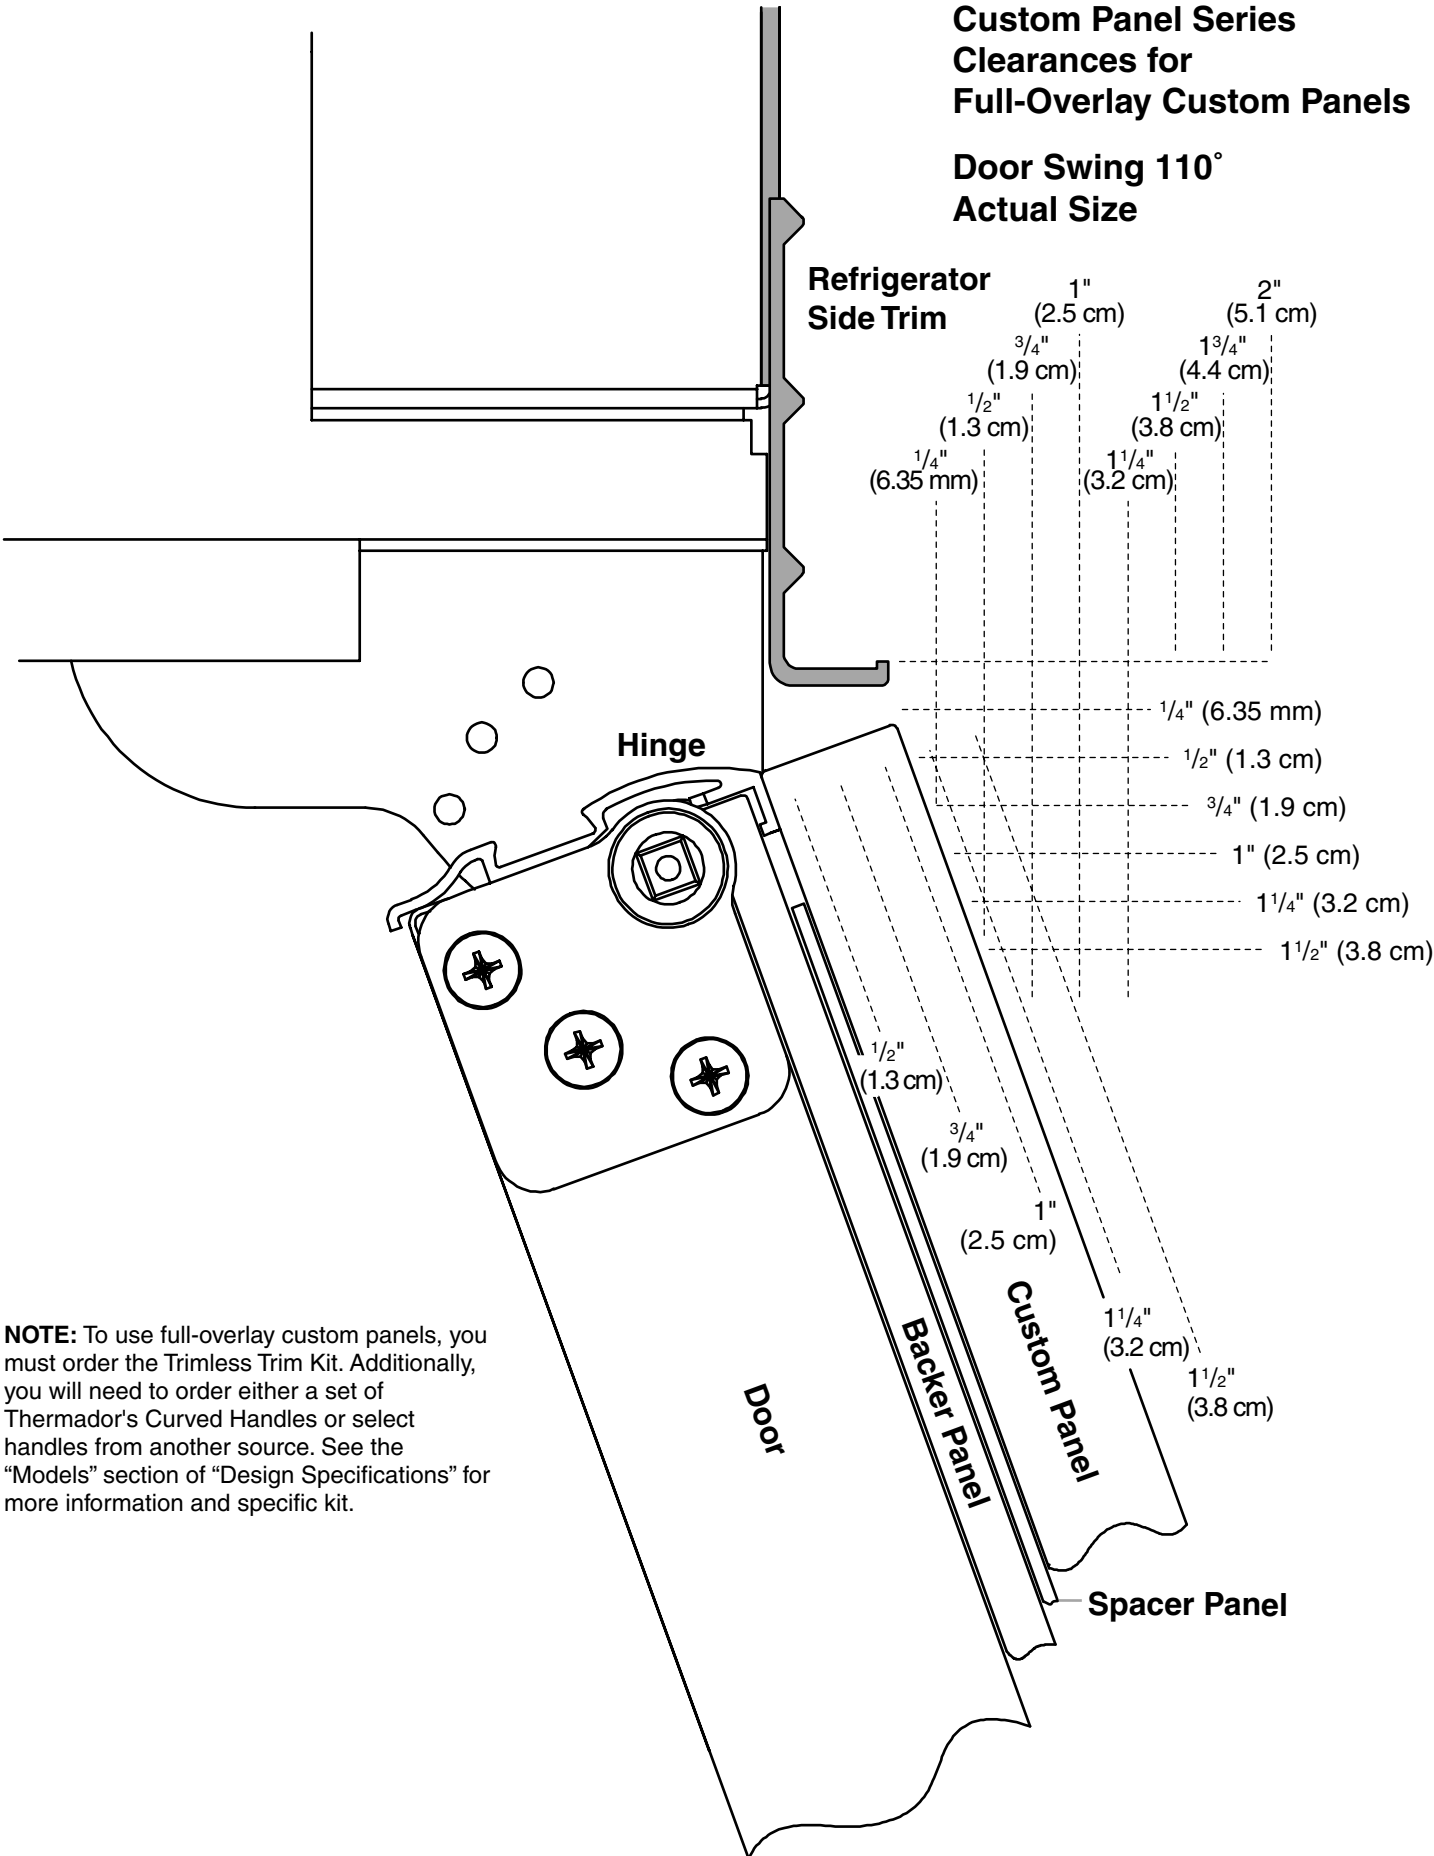 Custom Panel Series
Clearances for
Full-Overlay Custom Panels
Door Swing 110˚
Actual Size
Refrigerator
Side Trim
1"
(2.5 cm)
2"
(5.1 cm)
3/4"
(1.9 cm)
1 3/4"
(4.4 cm)
1/2"
(1.3 cm)
1 1/2"
(3.8 cm)
1/4"
(6.35 mm)
1 1/4"
(3.2 cm)
1/4" (6.35 mm)
1/2" (1.3 cm)
3/4" (1.9 cm)
1" (2.5 cm)
1 1/4" (3.2 cm)
1 1/2" (3.8 cm)
Hinge
1/2"
(1.3 cm)
3/4"
(1.9 cm)
1"
(2.5 cm)
1 1/4"
(3.2 cm)
1 1/2"
(3.8 cm)
Door
Backer Panel
Custom Panel
Spacer Panel
NOTE: To use full-overlay custom panels, you
must order the Trimless Trim Kit. Additionally,
you will need to order either a set of
Thermador's Curved Handles or select
handles from another source. See the
“Models” section of “Design Specifications” for
more information and specific kit.